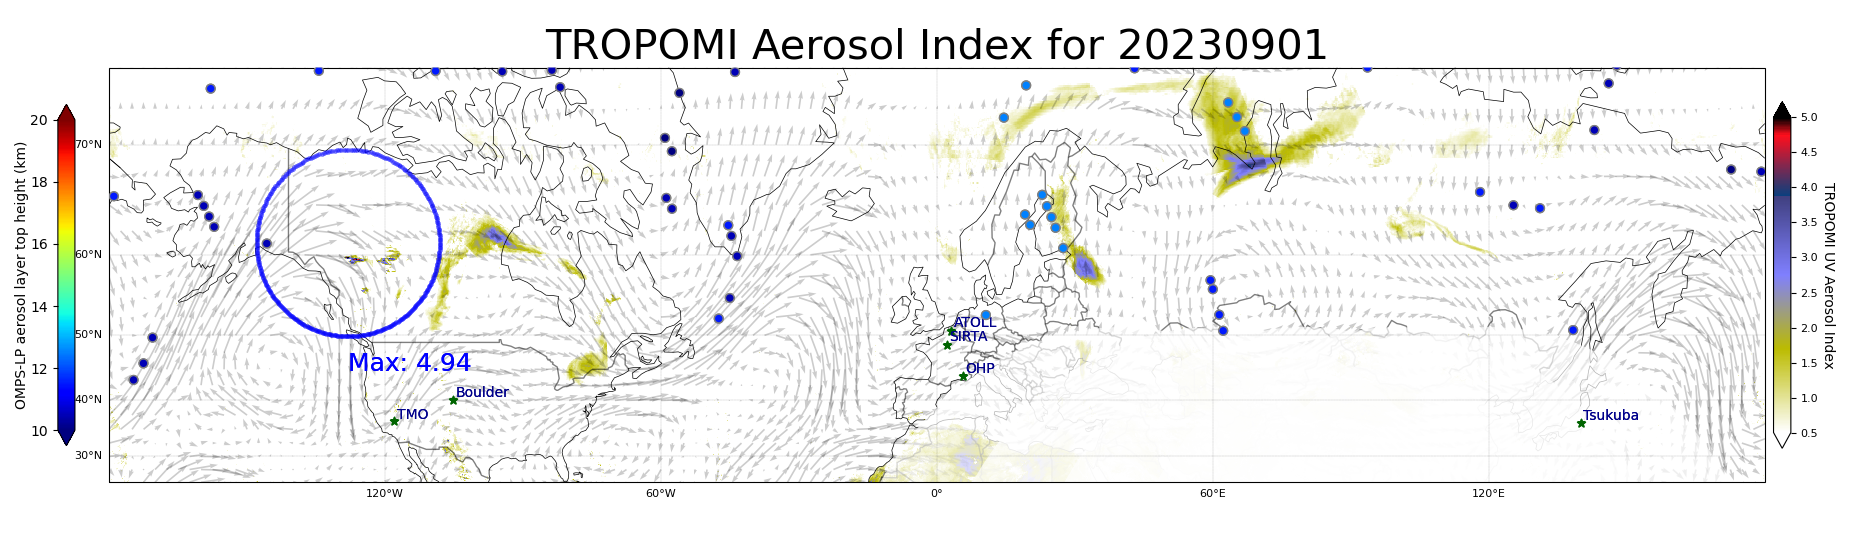 TROPOMI Aerosol Index for 20230901
OMPS-LP aerosol layer top height (km)
20
18
16
14
12
10
70°N
60°N
50°N
40°N
30°N
120°W
60°W
0°
60°E
120°E
Max: 4.94
Boulder
TMO
ATOLL
SIRTA
OHP
Tsukuba
5.0
4.5
4.0
3.5
3.0
2.5
2.0
1.5
1.0
0.5
TROPOMI UV Aerosol Index